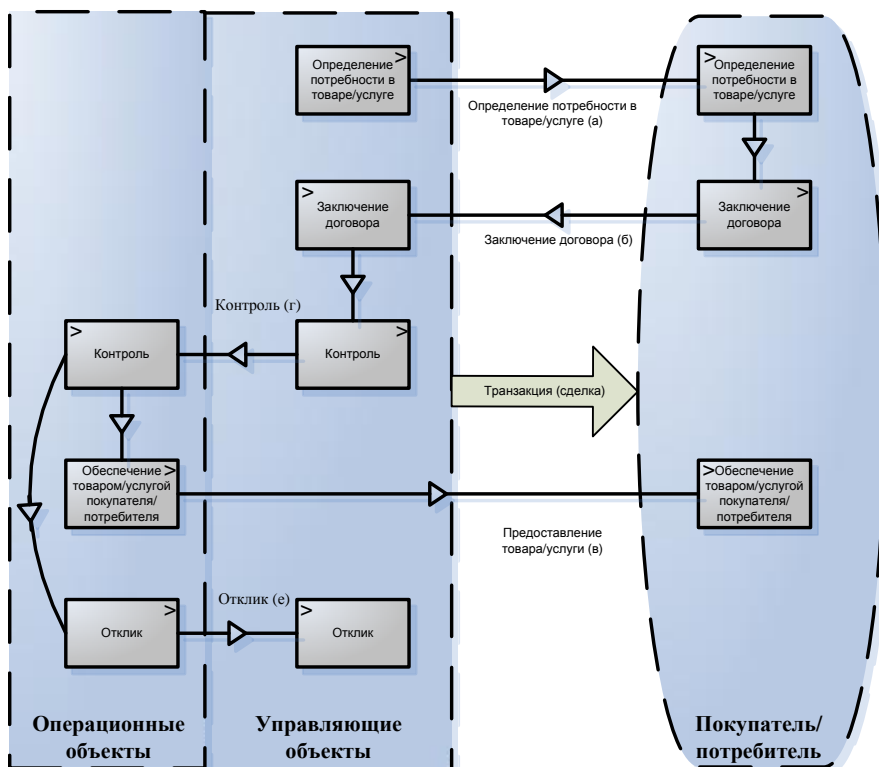 Определение
потребности в
товаре/услуге
Определение
потребности в
товаре/услуге
Определение потребности в
товаре/услуге (а)
Заключение
договора
Заключение
договора
Заключение договора (б)
Контроль (г)
Контроль
Контроль
Транзакция (сделка)
Обеспечение
товаром/услугой
покупателя/
потребителя
Обеспечение
товаром/услугой
покупателя/
потребителя
Предоставление
товара/услуги (в)
Отклик (е)
Отклик
Отклик
Операционные
объекты
Управляющие
объекты
Покупатель/
потребитель